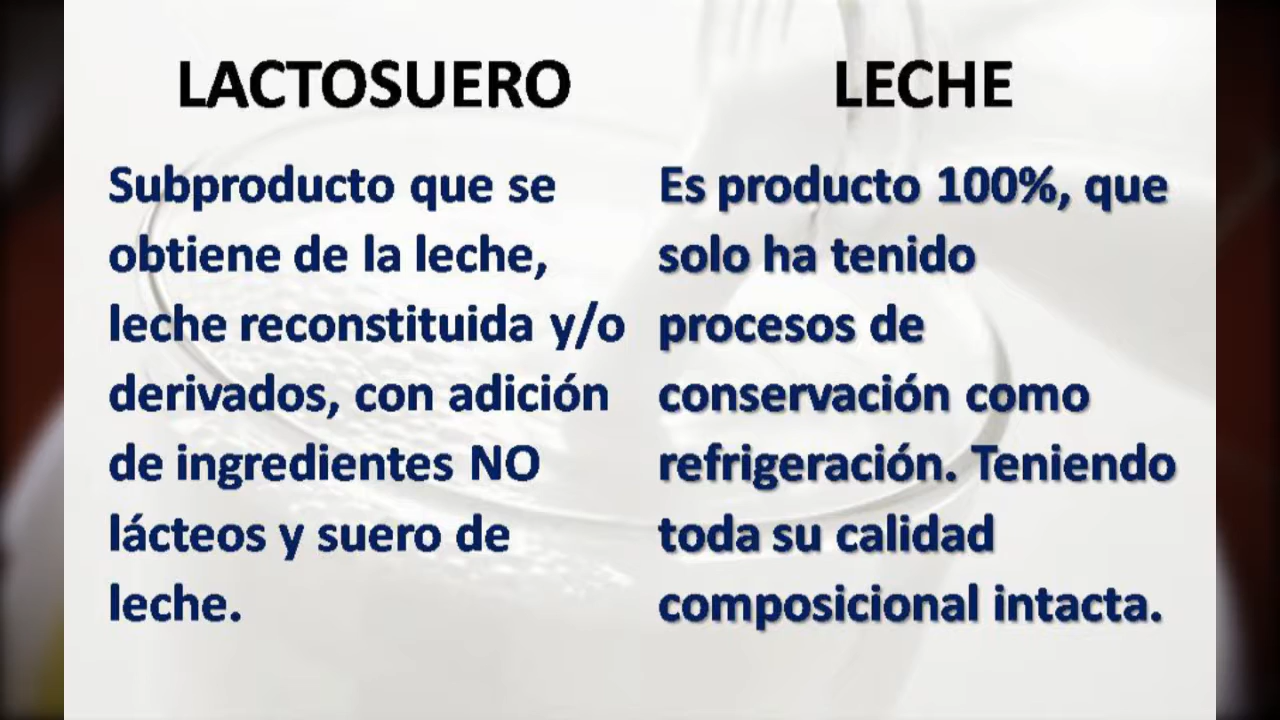 LACTOSUERO
Subproducto que se
obtiene de la leche,
leche reconstituida y/o
derivados, con adición
de ingredientes NO
lácteos y suero de
leche.
LECHE
Es producto 100%, que
solo ha tenido
procesos de
conservación como
refrigeración. Teniendo
toda su calidad
composicional intacta.